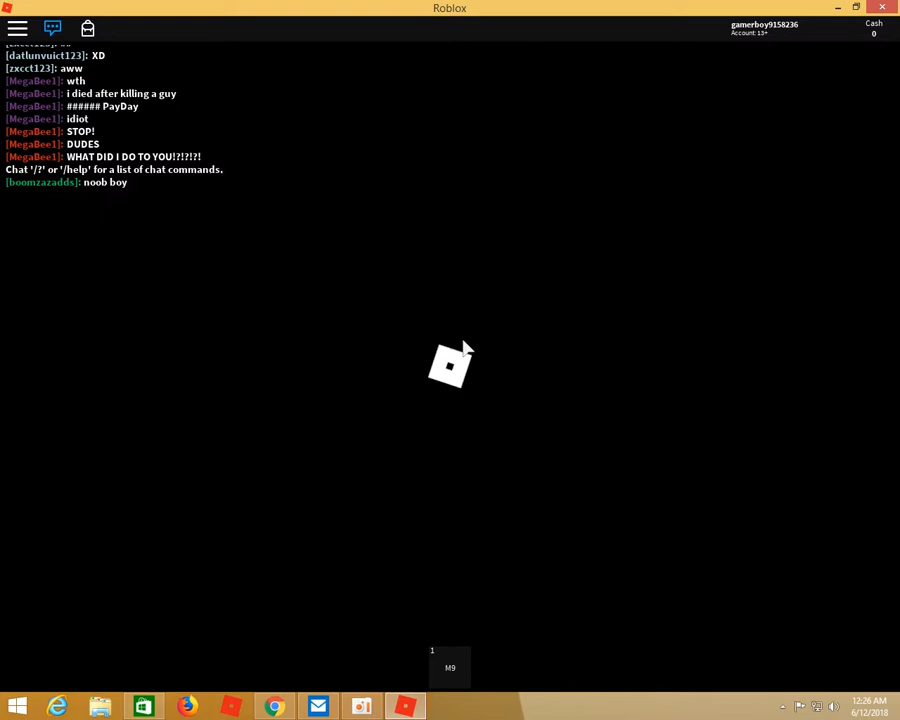 Roblox
gamerboy9158236
Account: 13+
Cash
0
[zxcct123]:
[datlunvuict123]: XD
[zxcct123]: aww
[MegaBee1]: wth
[MegaBee1]: i died after killing a guy
[MegaBee1]: ###### PayDay
[MegaBee1]: idiot
[MegaBee1]: STOP!
[MegaBee1]: DUDES
[MegaBee1]: WHAT DID I DO TO YOU!?!?!?!
Chat '/?' or '/help' for a list of chat commands.
[boomzazadds]: noob boy
1
M9
12:26 AM
6/12/2018